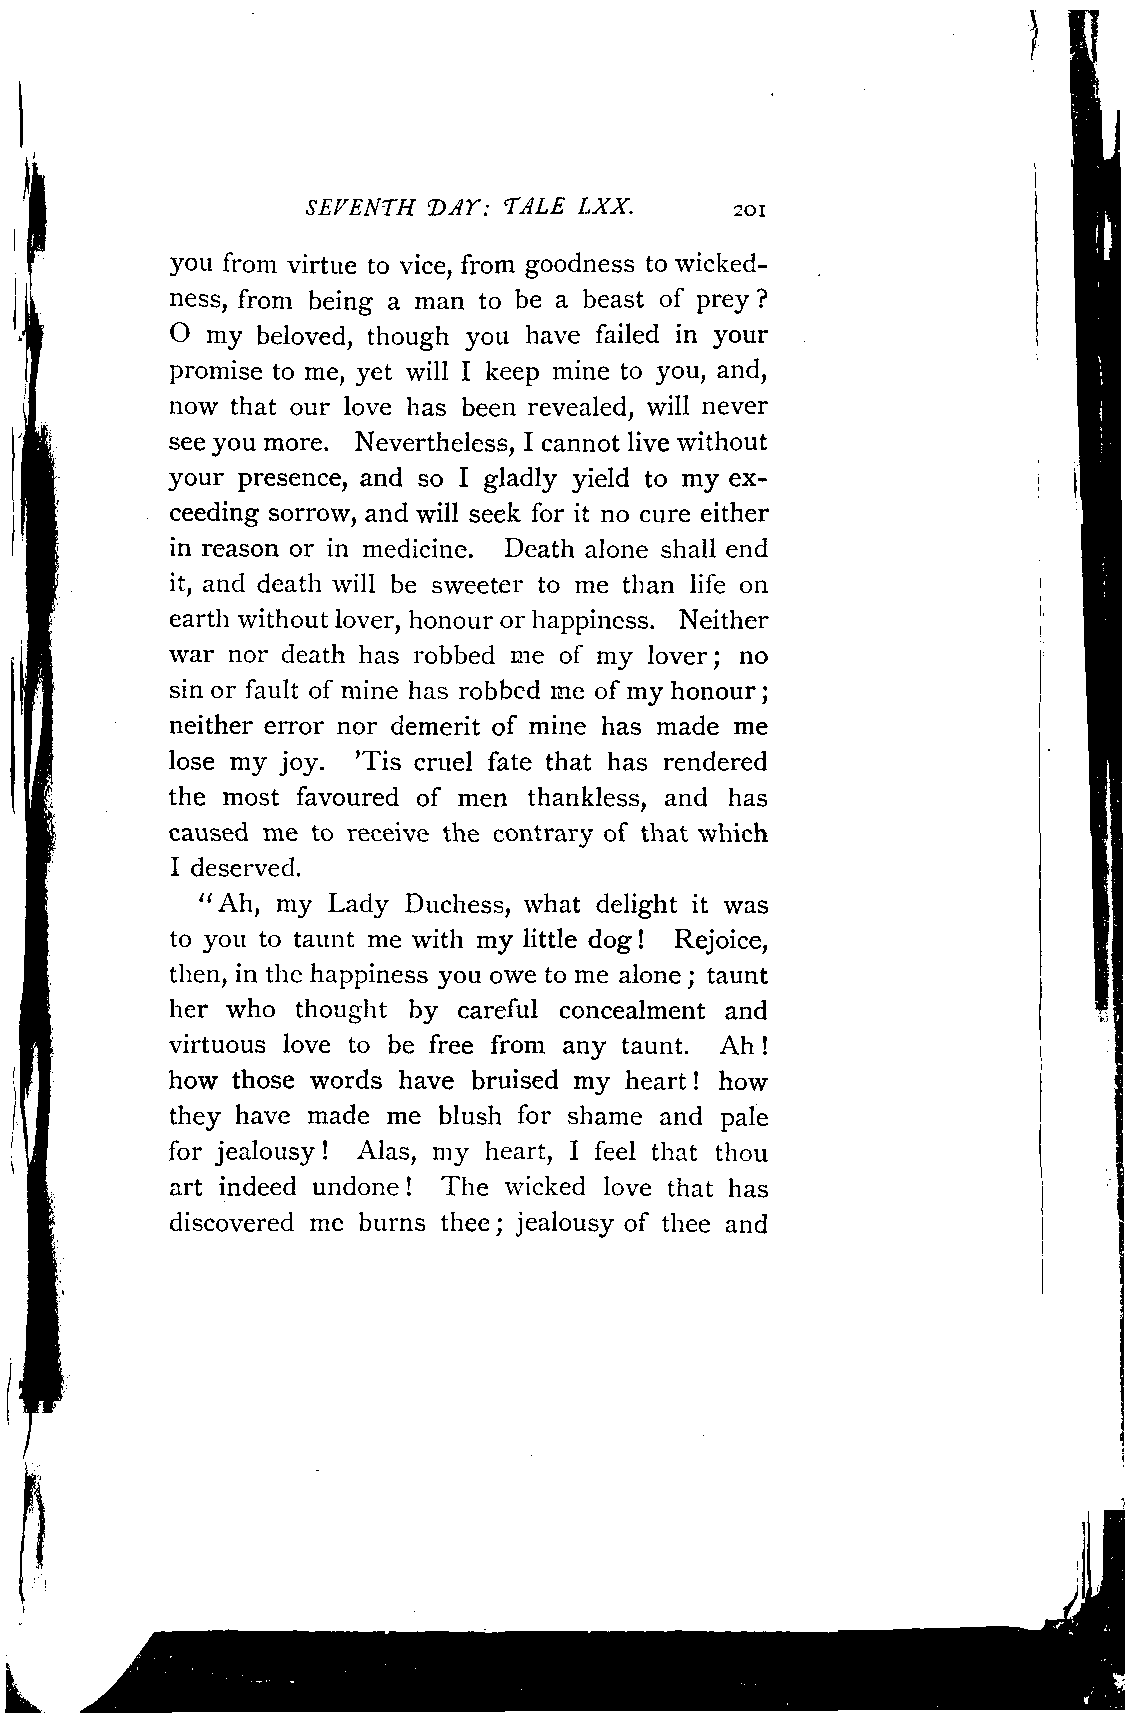 SEVENTH DAY: TALE LXX. 201
you from virtue to vice, from goodness to wicked-
ness, from being a man to be a beast of prey?
O my beloved, though you have failed in your
promise to me, yet will I keep mine to you, and,
now that our love has been revealed, will never
see you more. Nevertheless, I cannot live without
your presence, and so I gladly yield to my ex-
ceeding sorrow, and will seek for it no cure either
in reason or in medicine. Death alone shall end
it, and death will be sweeter to me than life on
earth without lover, honour or happiness. Neither
war nor death has robbed me of my lover; no
sin or fault of mine has robbed me of my honour;
neither error nor demerit of mine has made me
lose my joy. 'Tis cruel fate that has rendered
the most favoured of men thankless, and has
caused me to receive the contrary of that which
I deserved.
"Ah, my Lady Duchess, what delight it was
to you to taunt me with my little dog! Rejoice,
then, in the happiness you owe to me alone; taunt
her who thought by careful concealment and
virtuous love to be free from any taunt. Ah!
how those words have bruised my heart! how
they have made me blush for shame and pale
for jealousy! Alas, my heart, I feel that thou
art indeed undone! The wicked love that has
discovered me burns thee; jealousy of thee and